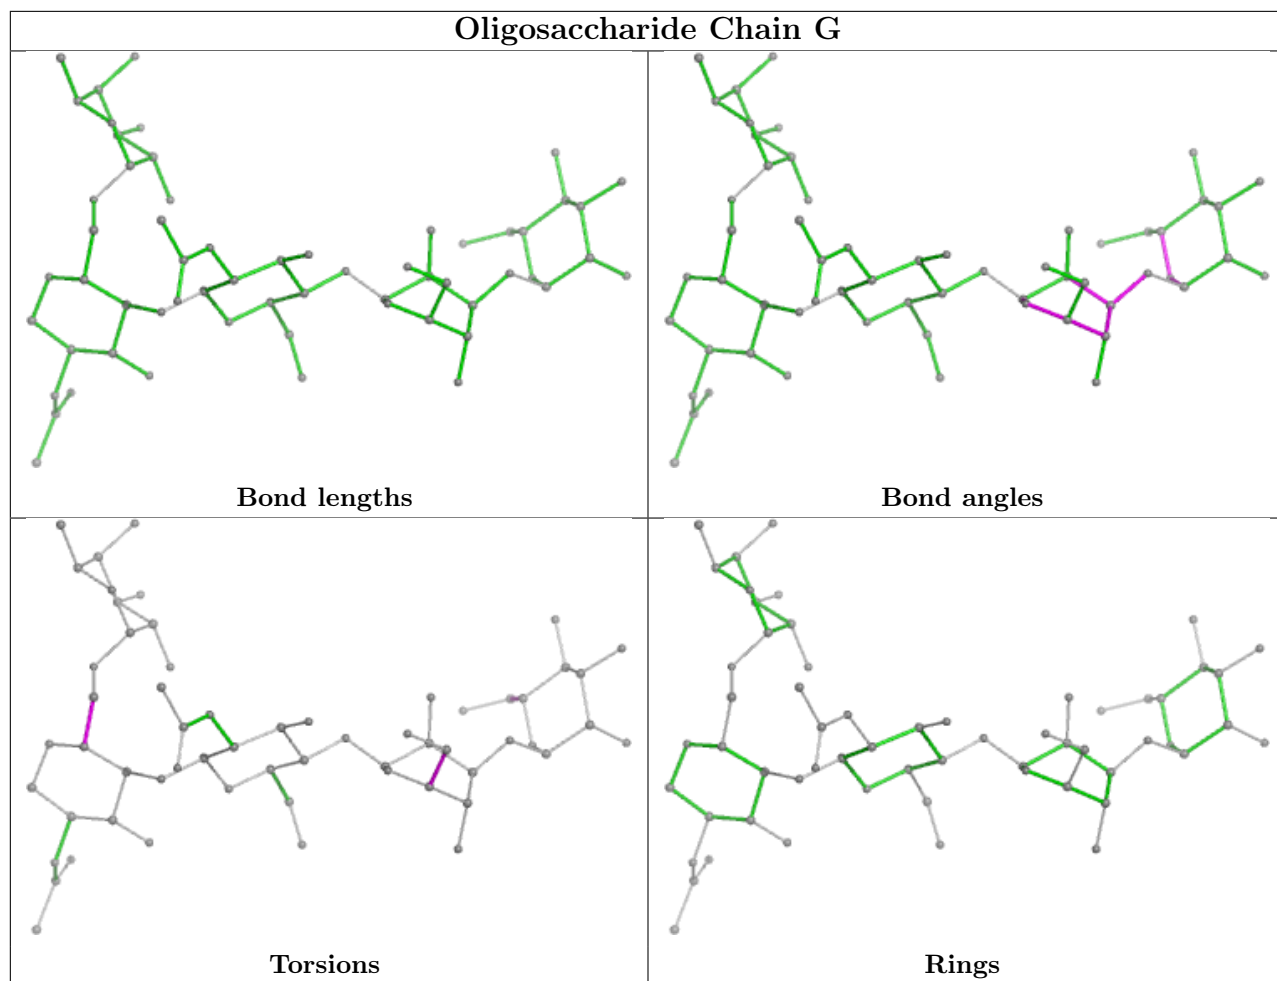 Oligosaccharide Chain G
Bond lengths
Bond angles
Torsions
Rings